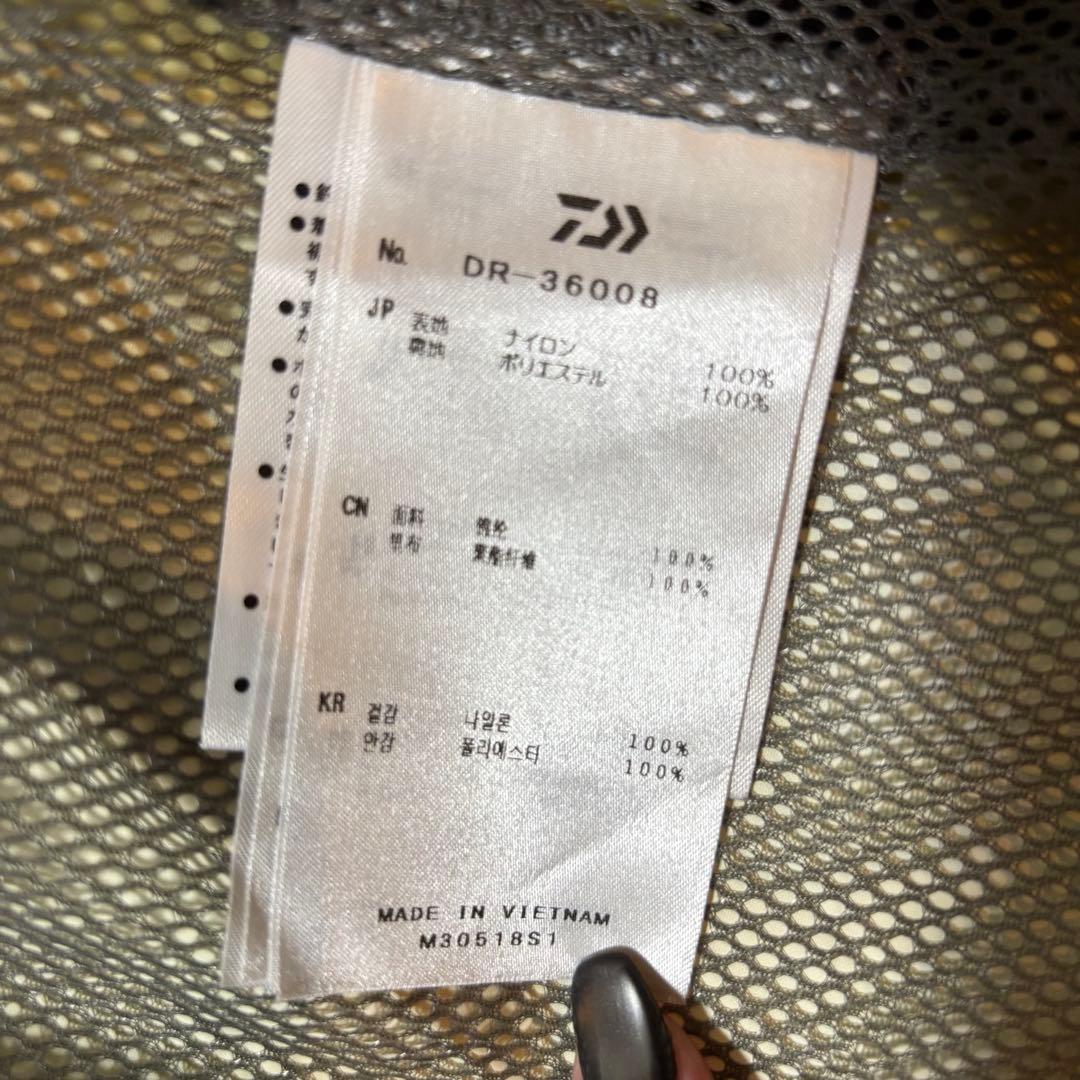 No. DR-36008
JP 表地 ナイロン 100%
裏地 ポリエステル 100%
CN 面料 锦纶 100%
里布 聚酯纤维 100%
KR 겉감 나일론 100%
안감 폴리에스터 100%
MADE IN VIETNAM
M30518S1